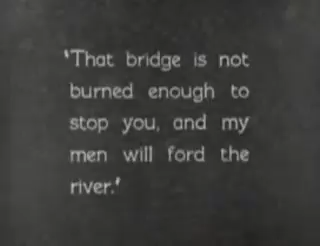 'That bridge is not
burned enough to
stop you, and my
men will ford the
river.'